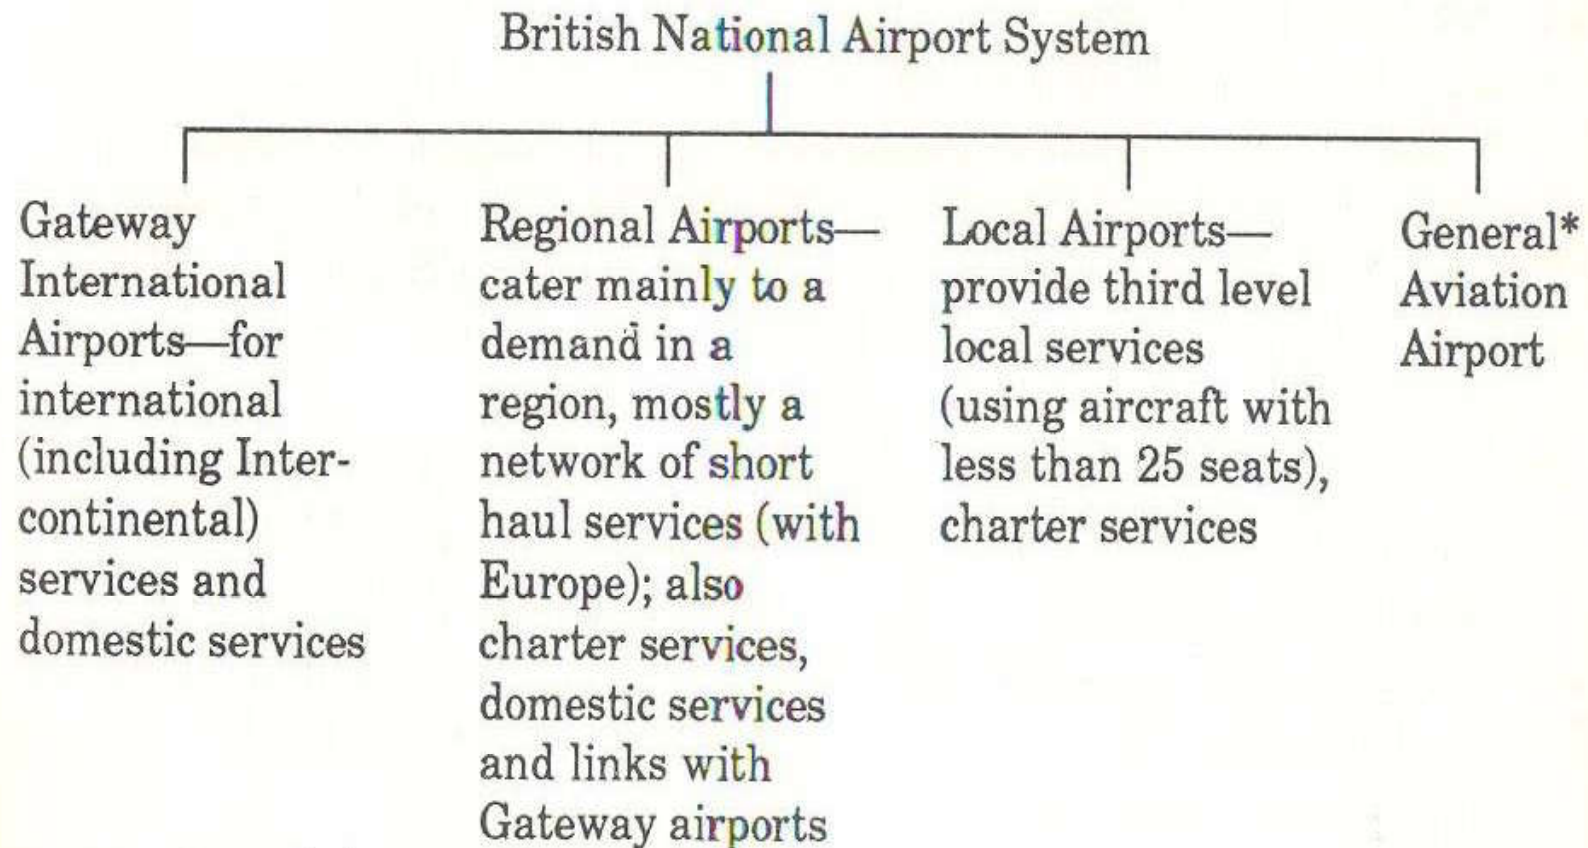 British National Airport System
Gateway
International
Airports—for
international
(including Inter-
continental)
services and
domestic services
Regional Airports—
cater mainly to a
demand in a
region, mostly a
network of short
haul services (with
Europe); also
charter services,
domestic services
and links with
Gateway airports
Local Airports—
provide third level
local services
(using aircraft with
less than 25 seats),
charter services
General*
Aviation
Airport